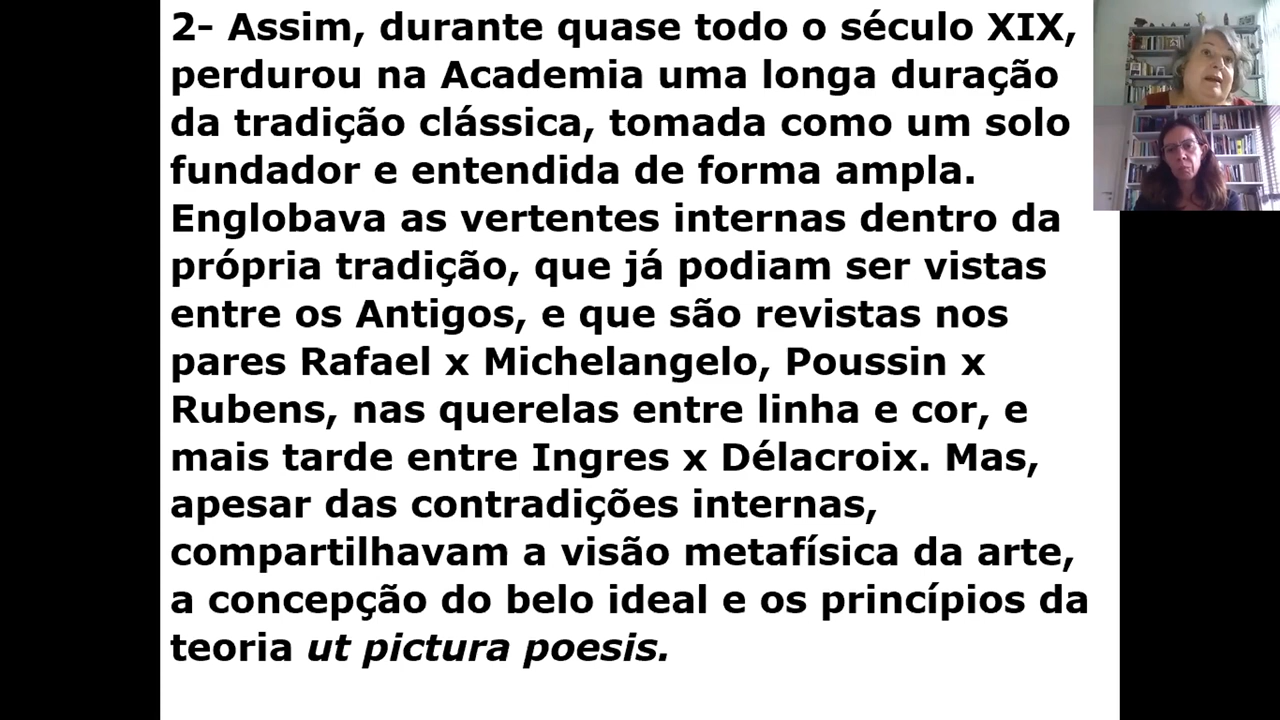 2- Assim, durante quase todo o século XIX,
perdurou na Academia uma longa duração
da tradição clássica, tomada como um solo
fundador e entendida de forma ampla.
Englobava as vertentes internas dentro da
própria tradição, que já podiam ser vistas
entre os Antigos, e que são revistas nos
pares Rafael x Michelangelo, Poussin x
Rubens, nas querelas entre linha e cor, e
mais tarde entre Ingres x Délacroix. Mas,
apesar das contradições internas,
compartilhavam a visão metafísica da arte,
a concepção do belo ideal e os princípios da
teoria ut pictura poesis.